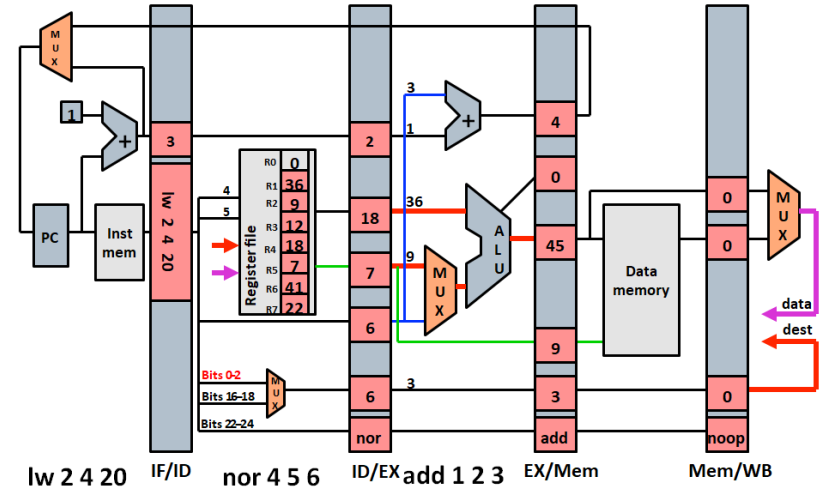 M
U
X
1
+
3
lw 2 4 20
PC
Inst
mem
4
5
Register file
R0 0
R1 36
R2 9
R3 12
R4 18
R5 7
R6 41
R7 22
Bits 0-2
Bits 16-18
Bits 22-24
M
U
X
2
18
7
6
6
nor
3
1
36
9
3
+
M
U
X
A
L
U
4
0
45
9
3
add
Data
memory
0
0
0
noop
M
U
X
data
dest
IF/ID
ID/EX
EX/Mem
Mem/WB
lw 2 4 20
nor 4 5 6
add 1 2 3